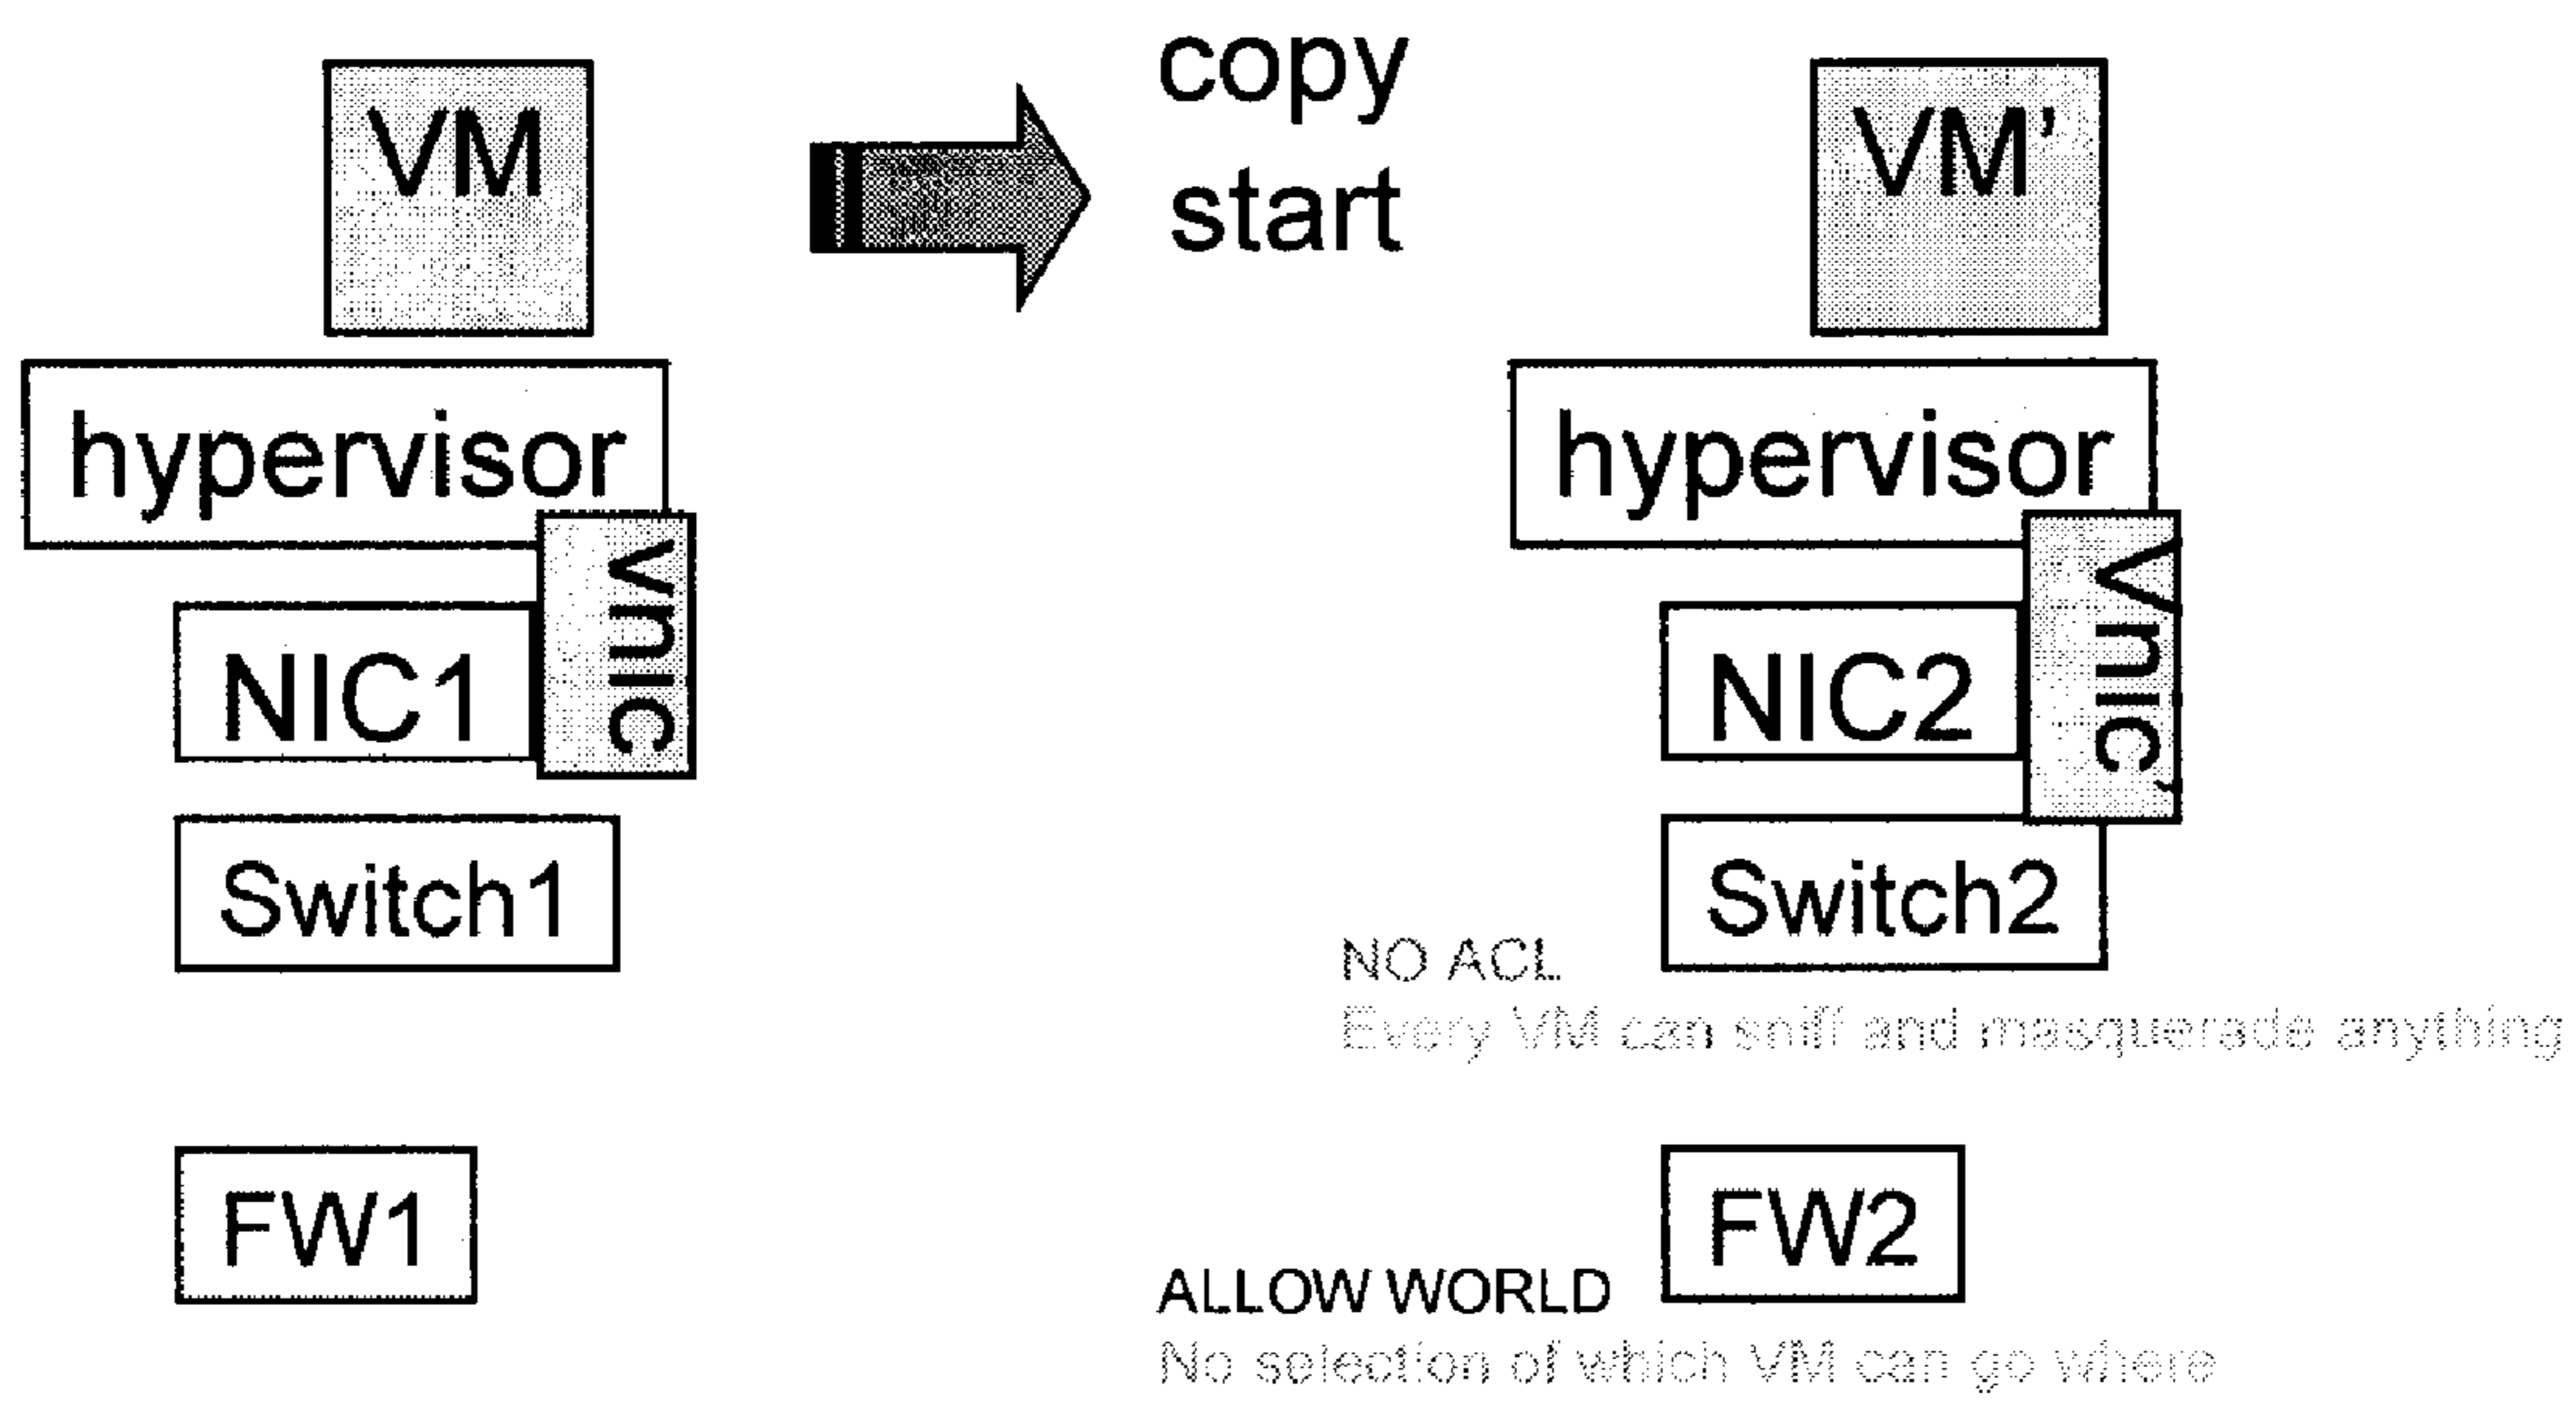 copy
start
VM
hypervisor
Vnic
NIC1
Switch1
FW1
VM’
hypervisor
Vnic’
NIC2
Switch2
NO ACL
Every VM can sniff and masquerade anything
FW2
ALLOW WORLD
No selection of which VM can go where